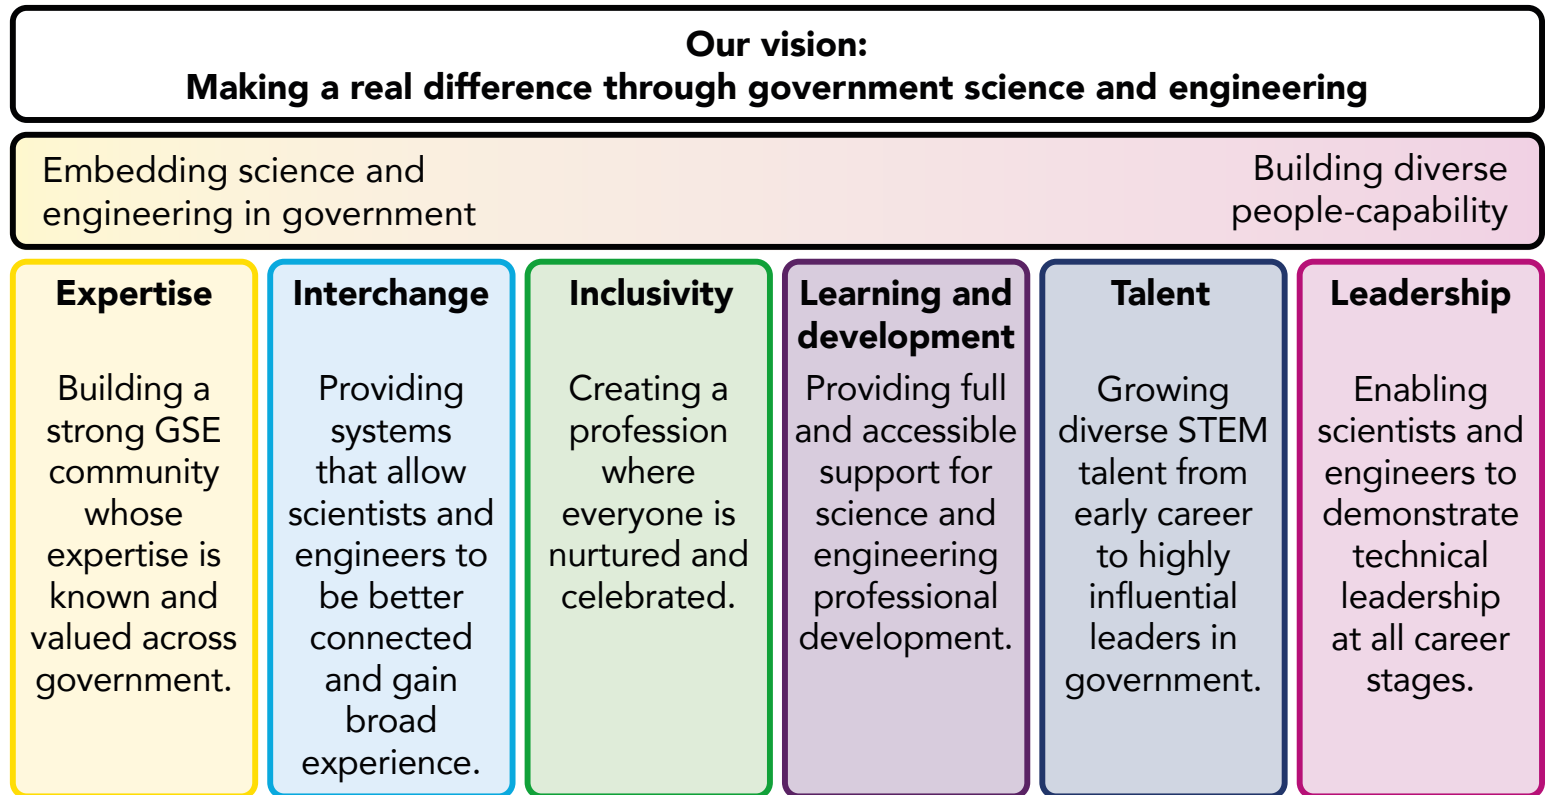 Our vision:
Making a real difference through government science and engineering
Embedding science and
engineering in government
Building diverse
people-capability
Expertise
Building a
strong GSE
community
whose
expertise is
known and
valued across
government.
Interchange
Providing
systems
that allow
scientists and
engineers to
be better
connected
and gain
broad
experience.
Inclusivity
Creating a
profession
where
everyone is
nurtured and
celebrated.
Learning and
development
Providing full
and accessible
support for
science and
engineering
professional
development.
Talent
Growing
diverse STEM
talent from
early career
to highly
influential
leaders in
government.
Leadership
Enabling
scientists and
engineers to
demonstrate
technical
leadership
at all career
stages.